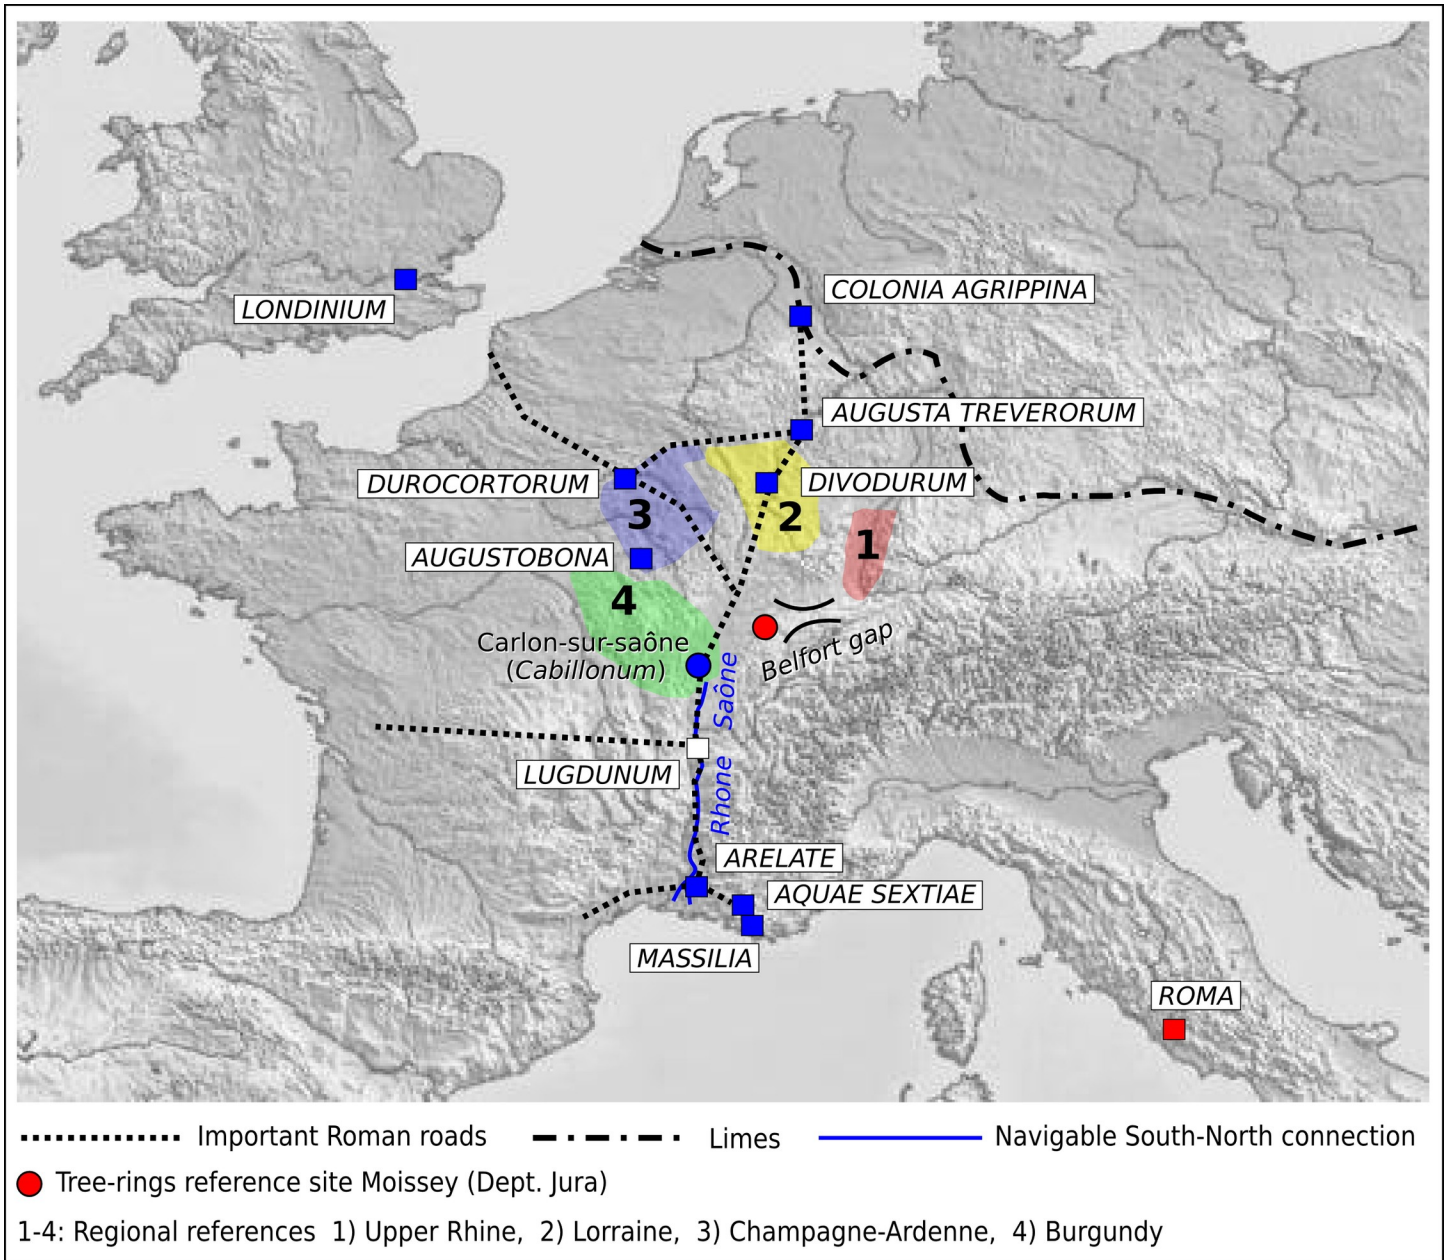 COLONIA AGRIPPINA
LONDINIUM
AUGUSTA TREVERORUM
DUROCORTORUM
DIVODURUM
3
2
1
AUGUSTOBONA
4
Carlon-sur-saône
(Cabillonum)
Belfort gap
Saône
LUGDUNUM
Rhone
ARELATE
AQUAE SEXTIAE
MASSILIA
ROMA
Important Roman roads
Limes
Navigable South-North connection
Tree-rings reference site Moissey (Dept. Jura)
1-4: Regional references 1) Upper Rhine, 2) Lorraine, 3) Champagne-Ardenne, 4) Burgundy